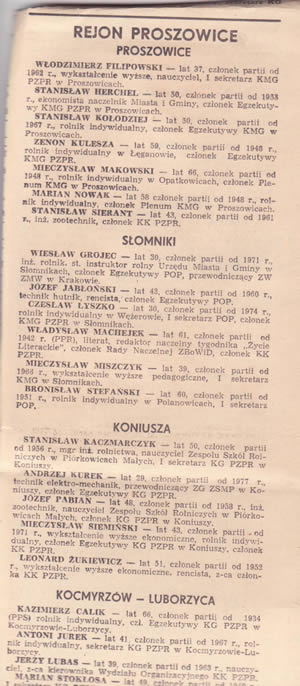 REJON PROSZOWICE
PROSZOWICE
WŁODZIMIERZ FILIPOWSKI — lat 37, członek partii od
1962 r., wykształcenie wyższe, nauczyciel, I sekretarz KMG
PZPR w Proszowicach.
STANISŁAW HERCHEL — lat 50, członek partii od 1953
r., ekonomista naczelnik Miasta i Gminy, członek Egzekuty-
wy KMG PZPR w Proszowicach.
STANISŁAW KOŁODZIEJ — lat 36, członek partii od
1967 r., rolnik indywidualny, członek Egzekutywy KMG w
Proszowicach.
ZENON KULESZA — lat 59, członek partii od 1948 r.,
rolnik indywidualny w Łęganowie, członek Egzekutywy
KMG PZPR.
MIECZYSŁAW MAKOWSKI — lat 66, członek partii od
1948 r., rolnik indywidualny w Opatkowicach, członek Ple-
num KMG w Proszowicach.
MARIAN NOWAK — lat 58 członek partii od 1948 r., rol-
nik indywidualny, członek Plenum KMG w Proszowicach.
STANISŁAW SIERANT — lat 43, członek partii od 1961
r., inż. zootechnik, członek KK PZPR.
SŁOMNIKI
WIESŁAW GROJEC — lat 39, członek partii od 1971 r.,
inż. rolnik. st. instruktor rolny Urzędu Miasta i Gminy w
Słomnikach, członek Egzekutywy POP, przewodniczący ZW
ZMW w Krakowie.
JÓZEF JABŁOŃSKI — lat 43, członek partii od 1960 r.,
technik hutnik, rencista, członek Egzekutywy POP.
CZESŁAW ŁYSZKO — lat 30, członek partii od 1974 r.,
rolnik indywidualny w Wężerowie, I sekretarz POP, członek
KMG PZPR w Słomnikach.
WŁADYSŁAW MACHEJEK — lat 61, członek partii od
1942 r. (PPR), literat, redaktor naczelny tygodnika „Życie
Literackie", członek Rady Naczelnej ZBoWiD, członek KK
PZPR.
MIECZYSŁAW MISZCZYK — lat 39, członek partii od
1966 r., wykształcenie wyższe pedagogiczne, I sekretarz
KMG w Słomnikach.
BRONISŁAW STEFAŃSKI — lat 60, członek partii od
1951 r., rolnik indywidualny w Polanowicach, I sekretarz
POP.
KONIUSZA
STANISŁAW KACZMARCZYK — lat 50, członek partii
od 1956 r., mgr inż. rolnictwa, nauczyciel Zespołu Szkół Rol-
niczych w Piórkowicach Małych, I sekretarz KG PZPR w
Koniuszy.
ANDRZEJ KUREK — lat 29, członek partii od 1977 r.,
technik elektro-mechanik, przewodniczący ZG ZSMP w Ko-
niuszy, członek Egzekutywy KG PZPR.
JÓZEF PABIAN — lat 48, członek partii od 1958 r., inż.
zootechnik, nauczyciel Zespołu Szkół Rolniczych w Piórko-
wicach Małych, członek KG PZPR w Koniuszy.
MIECZYSŁAW SIEMIŃSKI — lat 43, członek partii od
1971 r., wykształcenie wyższe ekonomiczne, rolnik indywi-
dualny, członek Egzekutywy KG PZPR w Koniuszy, członek
KK PZPR.
LEONARD ŻUKIEWICZ — lat 51, członek partii od 1952
r., wykształcenie wyższe ekonomiczne, rencista, z-ca człon-
ka KK PZPR.
KOCMYRZÓW — LUBORZYCA
KAZIMIERZ CALIK — lat 66, członek partii od 1934
(PPS) rolnik indywidualny, czł. Egzekutywy KG PZPR w
Kocmyrzowie-Luborzycy.
ANTONI JUREK — lat 41, członek partii od 1967 r., rol-
nik indywidualny, sekretarz KG PZPR w Kocmyrzowie-Lu-
borzycy.
JERZY LUBAS — lat 39, członek partii od 1963 r., nauczy-
ciel, z-ca kierownika Wydziału Organizacyjnego KK PZPR.
MARIAN STOKŁOSA — lat 49, członek